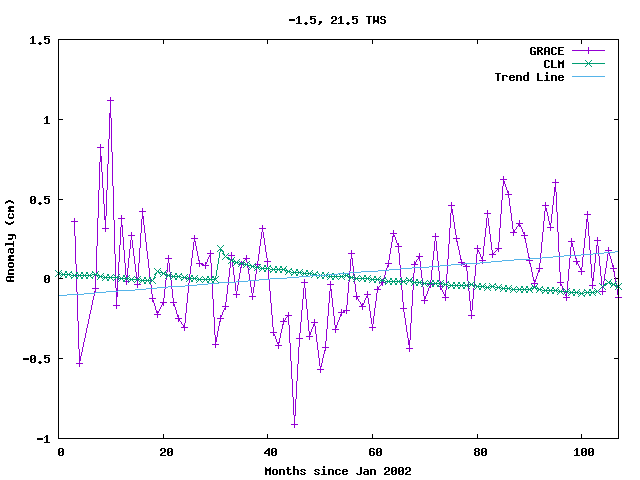 -1.5, 21.5 TWS
GRACE
CLM
Trend Line
1.5
1
0.5
0
-0.5
-1
Anomaly (cm)
0 20 40 60 80 100
Months since Jan 2002